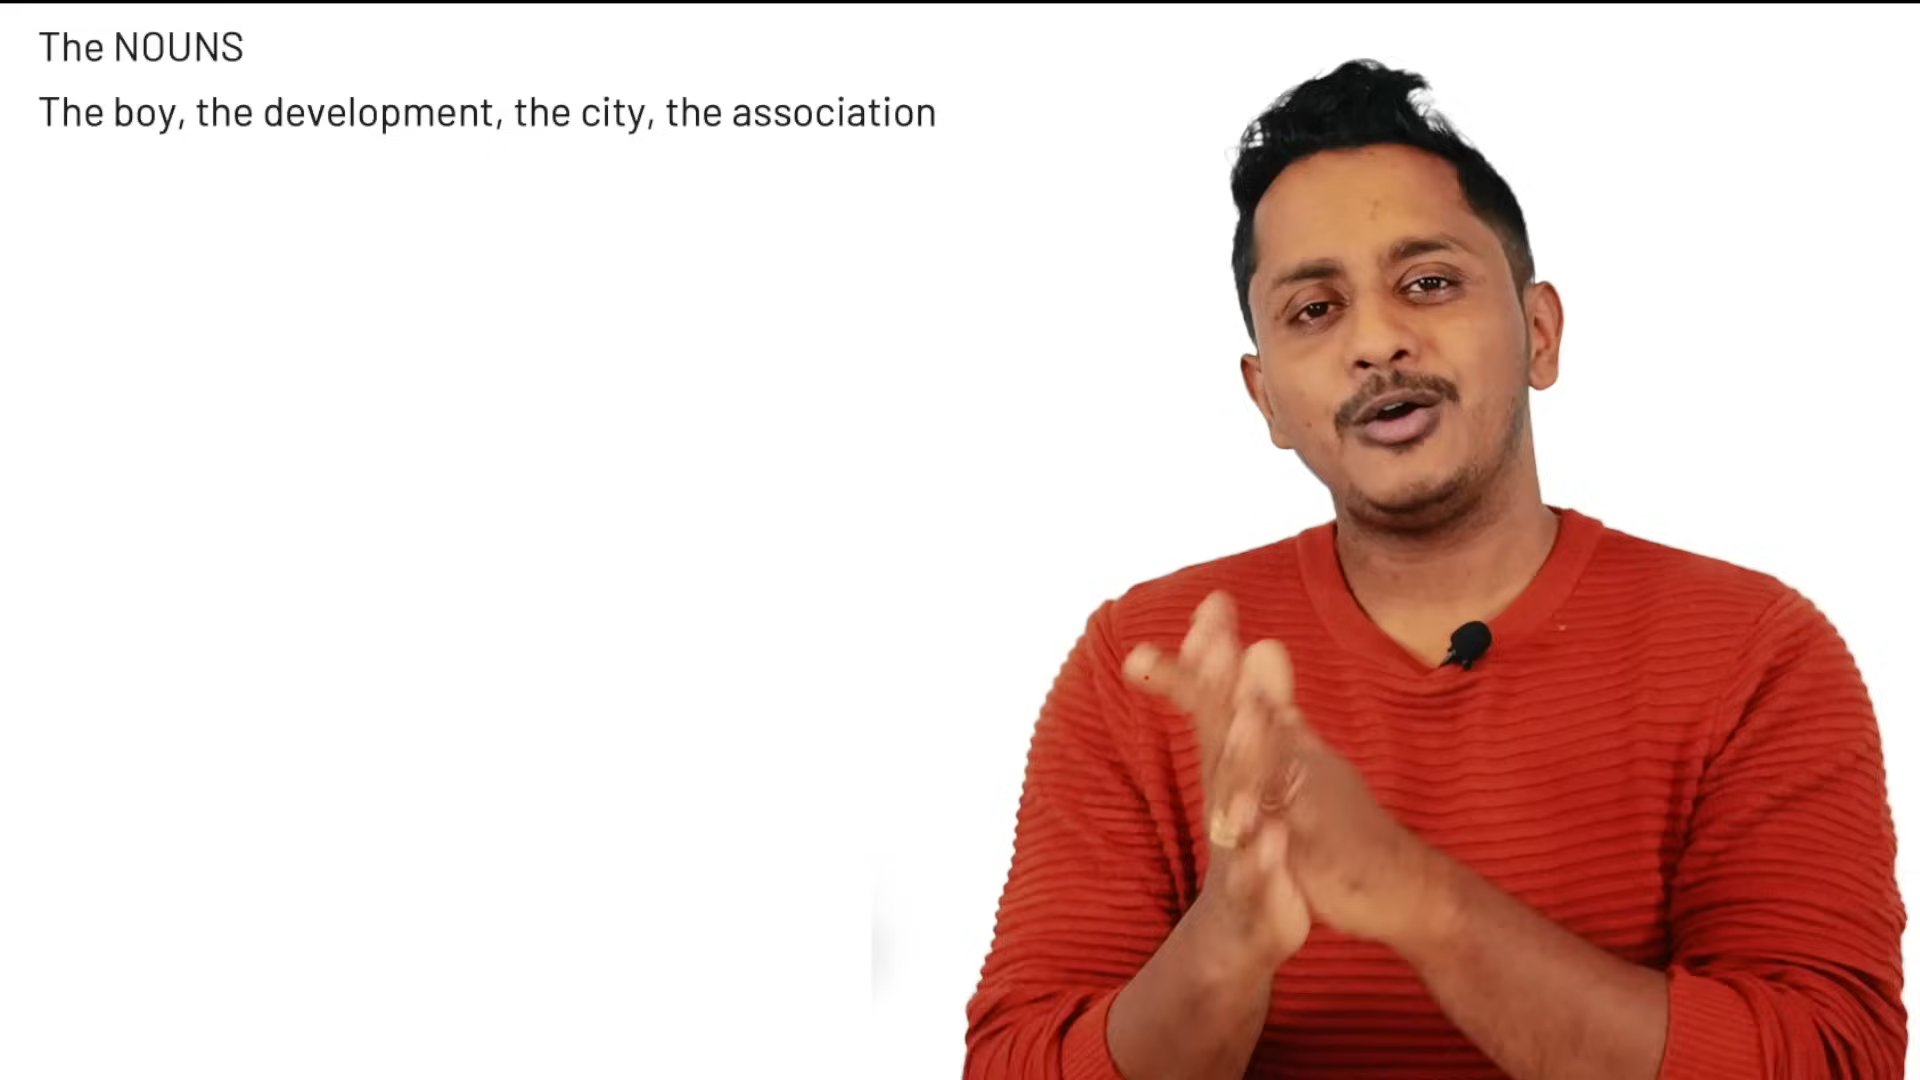 The NOUNS
The boy, the development, the city, the association